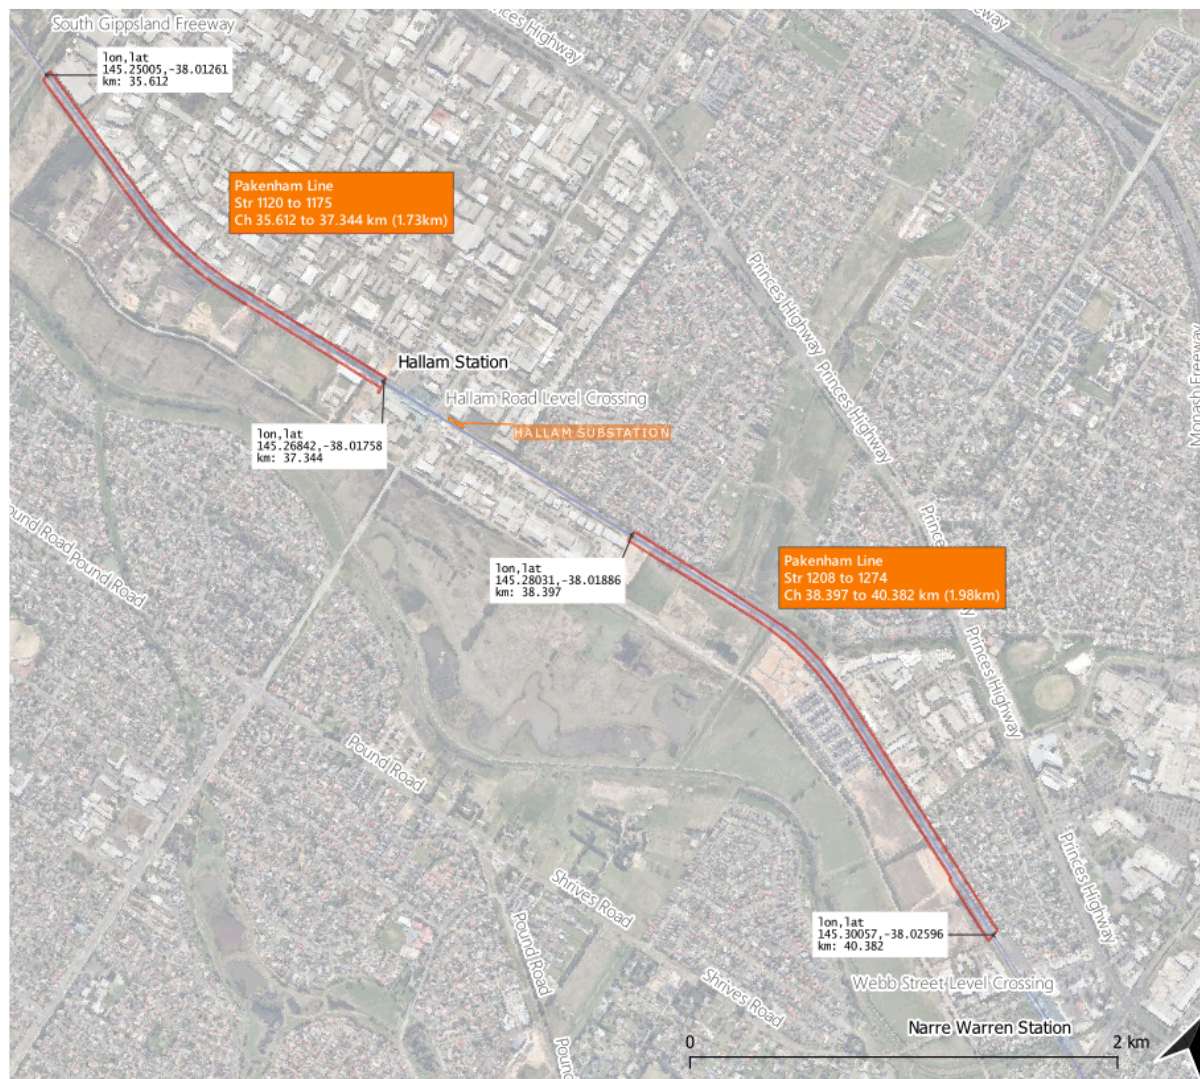 South Gippsland Freeway
Princes Highway
lon,lat
145.25005,-38.01261
km: 35.612
Pakenham Line
Str 1120 to 1175
Ch 35.612 to 37.344 km (1.73km)
Princes Highway
Princes Highway
Hallam Station
Hallam Road Level Crossing
HALLAM SUBSTATION
lon,lat
145.26842,-38.01758
km: 37.344
Monash Freeway
Pound Road
Pound Road
lon,lat
145.28031,-38.01886
km: 38.397
Pakenham Line
Str 1208 to 1274
Ch 38.397 to 40.382 km (1.98km)
Princes Highway
Pound Road
Princes Highway
Shrives Road
Pound Road
lon,lat
145.30057,-38.02596
km: 40.382
Shrives Road
Webb Street Level Crossing
Narre Warren Station
0 2 km